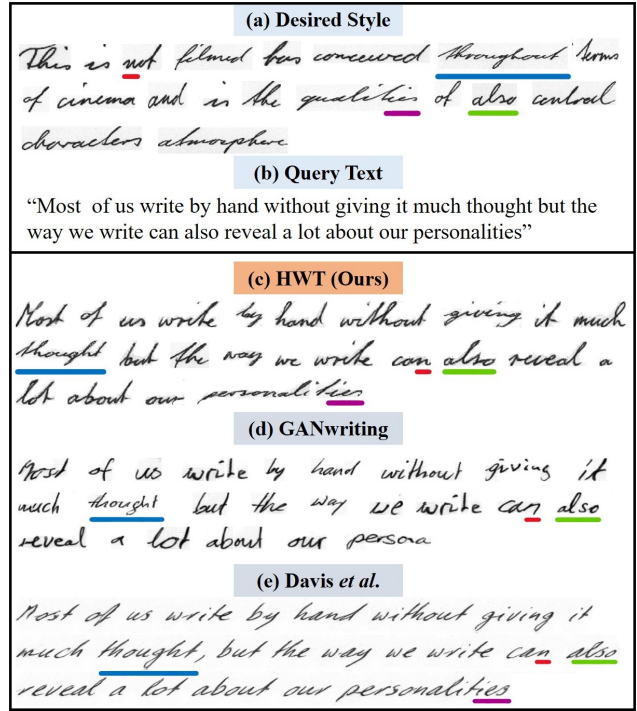 (a) Desired Style
This is not filmed has conceived throughout terms
of cinema and is the qualities of also central
characters atmosphere
(b) Query Text
“Most of us write by hand without giving it much thought but the
way we write can also reveal a lot about our personalities”
(c) HWT (Ours)
Most of us write by hand without giving it much
thought but the way we write can also reveal a
lot about our personalities
(d) GANwriting
Most of us write by hand without giving it
much thought but the way we write can also
reveal a lot about our persona
(e) Davis et al.
Most of us write by hand without giving it
much thought, but the way we write can also
reveal a lot about our personalities